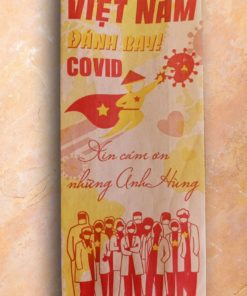 VIỆT NAM
ĐÁNH BAY!
COVID
Xin cảm ơn
những Anh Hùng